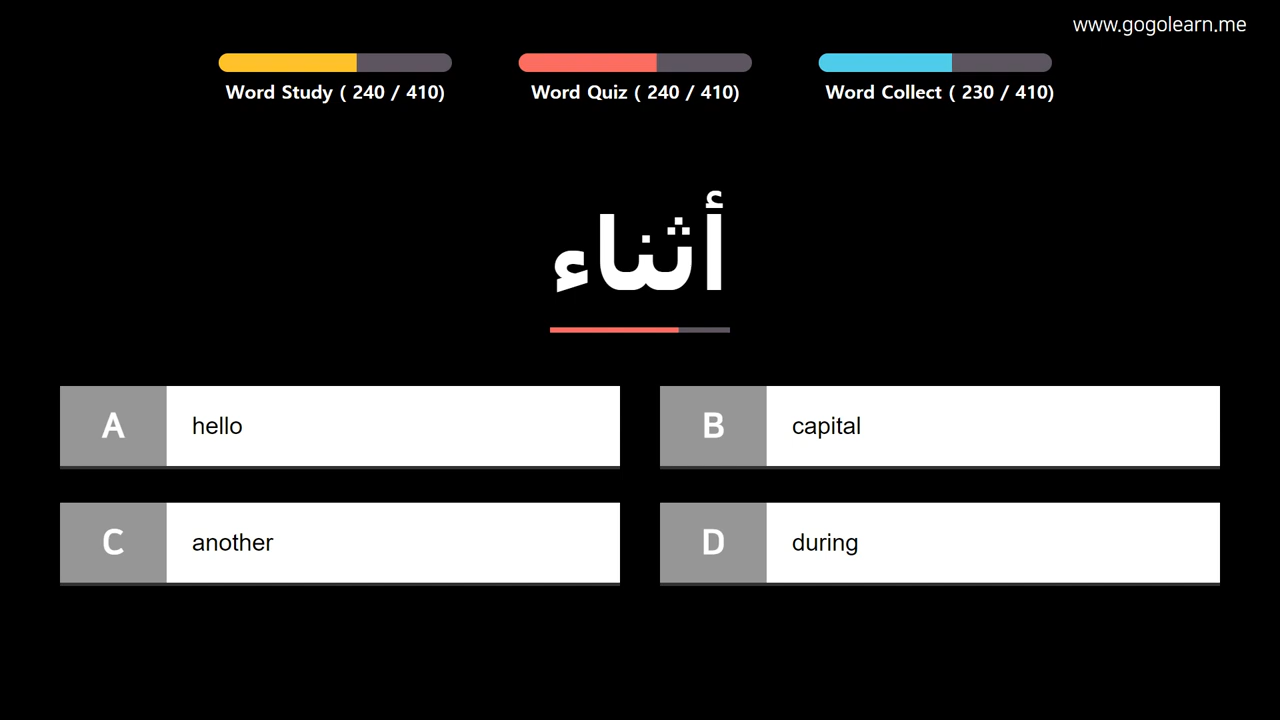 www.gogolearn.me
Word Study ( 240 / 410)
Word Quiz ( 240 / 410)
Word Collect ( 230 / 410)
أثناء
A hello
B capital
C another
D during